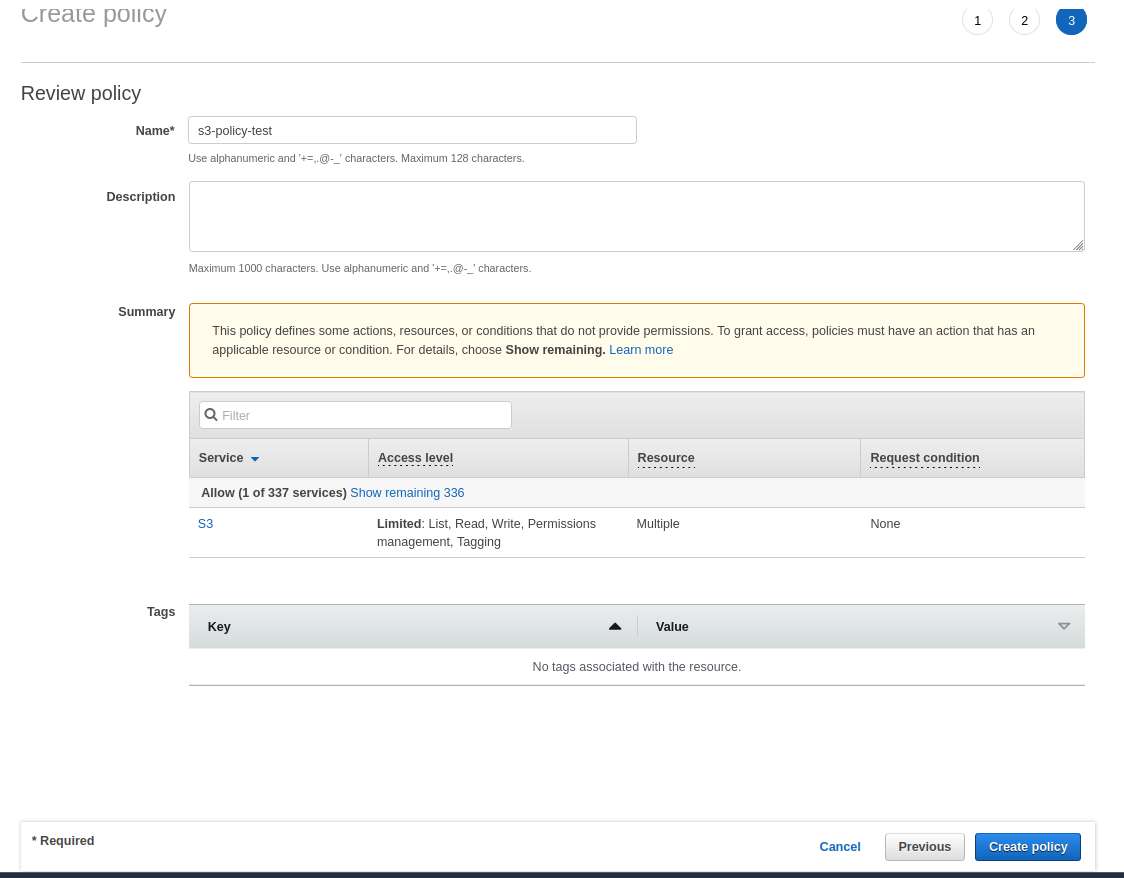 Create policy
1
2
3
Review policy
Name*
s3-policy-test
Use alphanumeric and '+=,.@-_' characters. Maximum 128 characters.
Description
Maximum 1000 characters. Use alphanumeric and '+=,.@-_' characters.
Summary
This policy defines some actions, resources, or conditions that do not provide permissions. To grant access, policies must have an action that has an
applicable resource or condition. For details, choose Show remaining. Learn more
Filter
Service
Access level
Resource
Request condition
Allow (1 of 337 services) Show remaining 336
S3
Limited: List, Read, Write, Permissions
management, Tagging
Multiple
None
Tags
Key
Value
No tags associated with the resource.
* Required
Cancel
Previous
Create policy